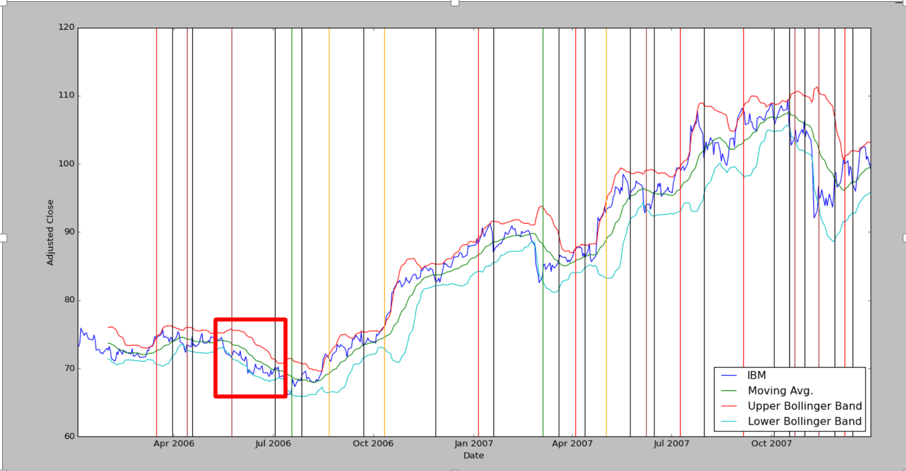 120
110
100
90
80
70
60
Adjusted Close
Apr 2006
Jul 2006
Oct 2006
Jan 2007
Apr 2007
Jul 2007
Oct 2007
Date
IBM
Moving Avg.
Upper Bollinger Band
Lower Bollinger Band